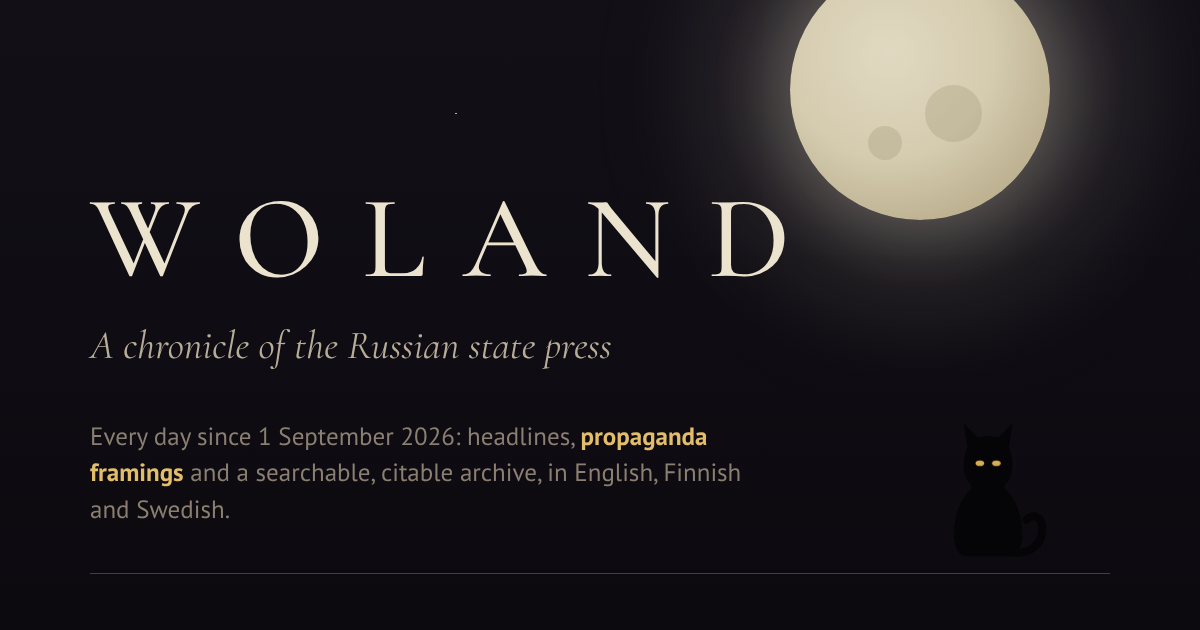 WOLAND
A chronicle of the Russian state press
Every day since 1 September 2026: headlines, propaganda
framings and a searchable, citable archive, in English, Finnish
and Swedish.